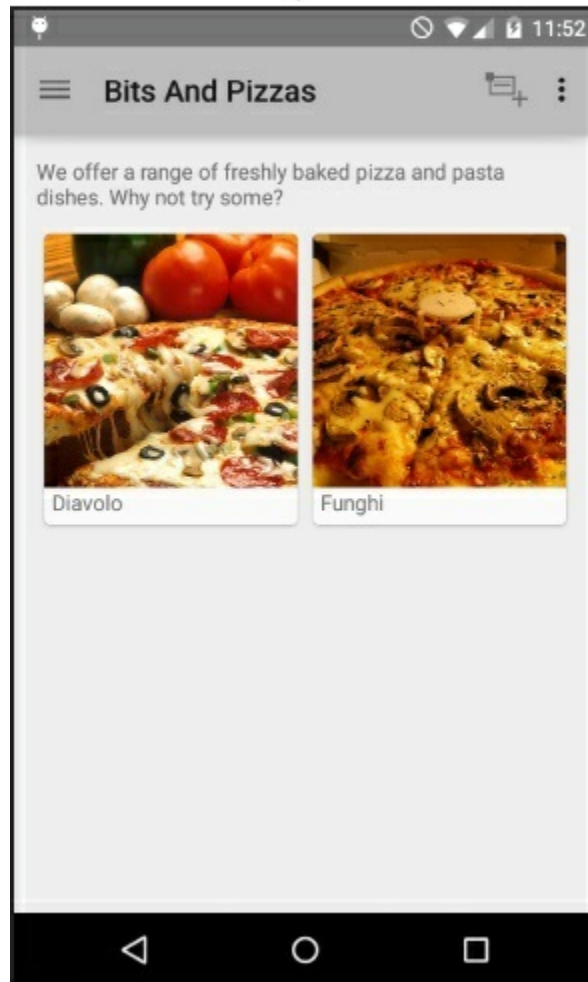 11:52
Bits And Pizzas
We offer a range of freshly baked pizza and pasta
dishes. Why not try some?
Diavolo
Funghi